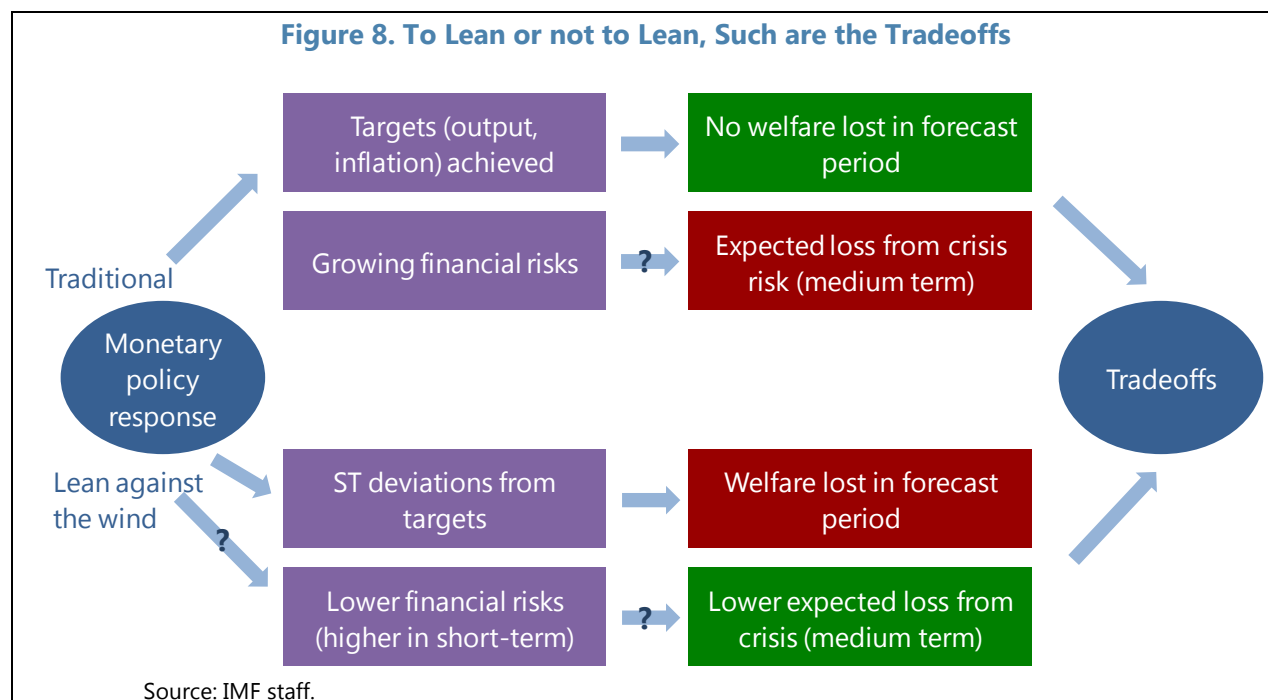 Figure 8. To Lean or not to Lean, Such are the Tradeoffs
Targets (output,
inflation) achieved
No welfare lost in forecast
period
Growing financial risks
?
Expected loss from crisis
risk (medium term)
Traditional
Monetary
policy
response
Tradeoffs
Lean against
the wind
?
ST deviations from
targets
Welfare lost in forecast
period
Lower financial risks
(higher in short-term)
?
Lower expected loss from
crisis (medium term)
Source: IMF staff.